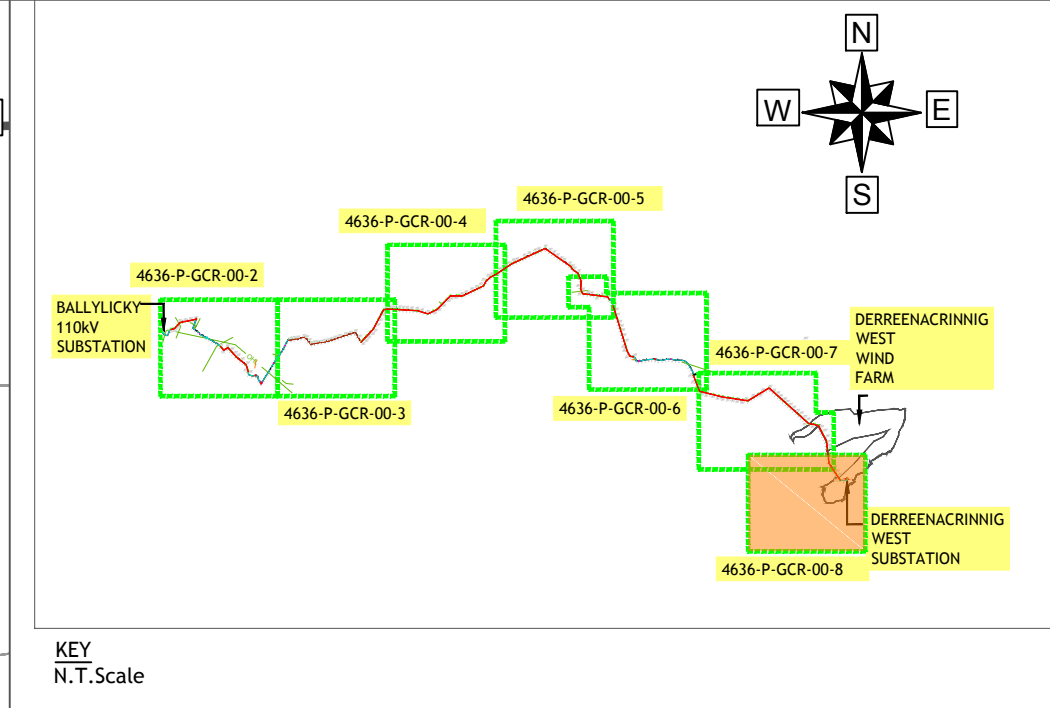 N
W
E
S
4636-P-GCR-00-5
4636-P-GCR-00-4
4636-P-GCR-00-2
BALLYLICKY
110kV
SUBSTATION
DERREENACRINNIG
WEST
WIND
FARM
4636-P-GCR-00-7
4636-P-GCR-00-3
4636-P-GCR-00-6
DERREENACRINNIG
WEST
SUBSTATION
4636-P-GCR-00-8
KEY
N.T.Scale